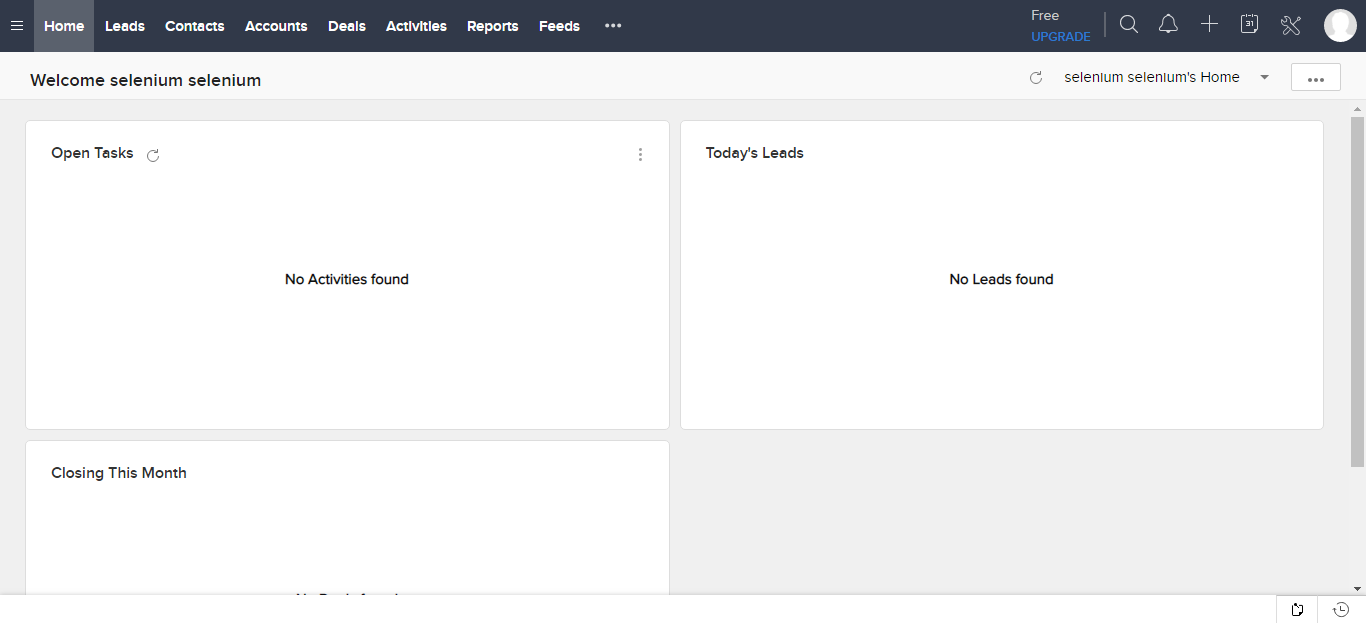 Home Leads Contacts Accounts Deals Activities Reports Feeds
Free
UPGRADE
31
Welcome selenium selenium
selenium selenium's Home
Open Tasks
No Activities found
Today's Leads
No Leads found
Closing This Month